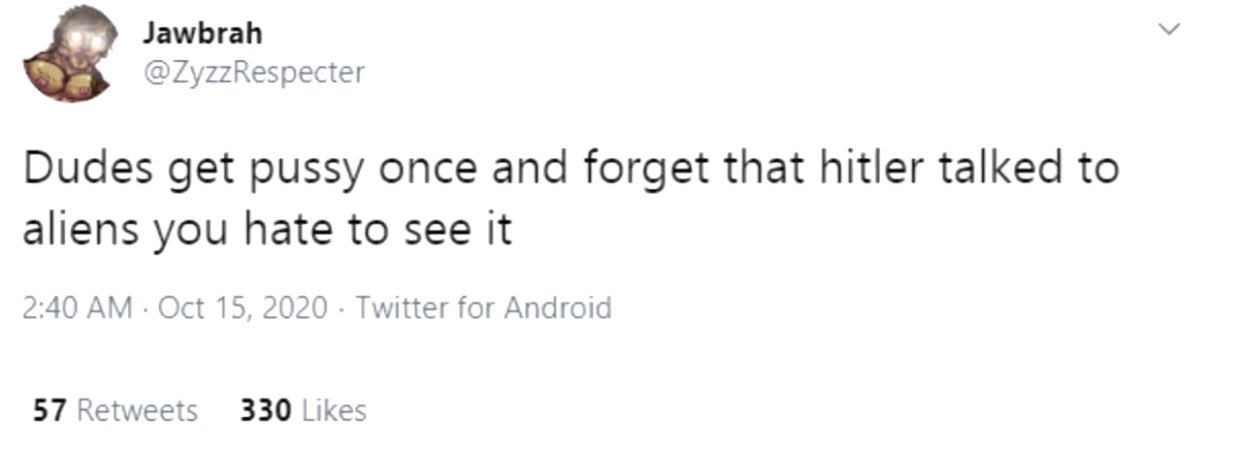 Jawbrah
@ZyzzRespecter
Dudes get pussy once and forget that hitler talked to
aliens you hate to see it
2:40 AM · Oct 15, 2020 · Twitter for Android
57 Retweets 330 Likes